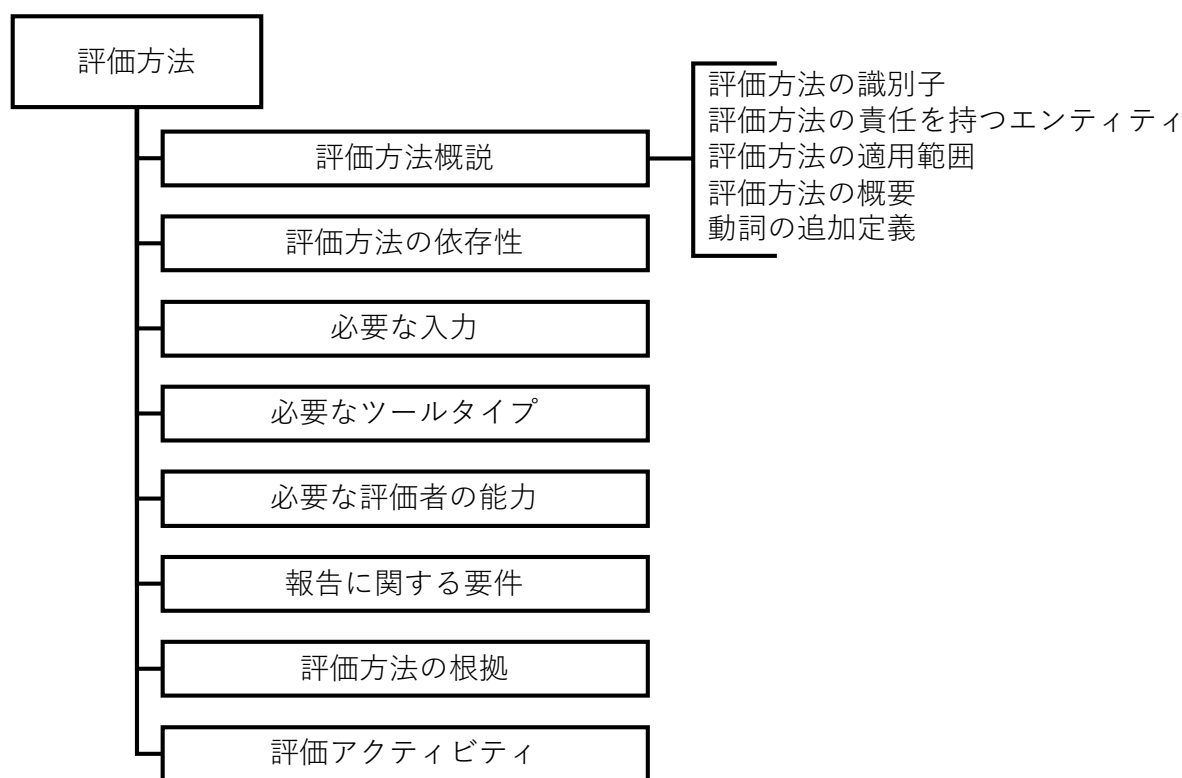 評価方法
評価方法概説
評価方法の識別子
評価方法の責任を持つエンティティ
評価方法の適用範囲
評価方法の概要
動詞の追加定義
評価方法の依存性
必要な入力
必要なツールタイプ
必要な評価者の能力
報告に関する要件
評価方法の根拠
評価アクティビティ